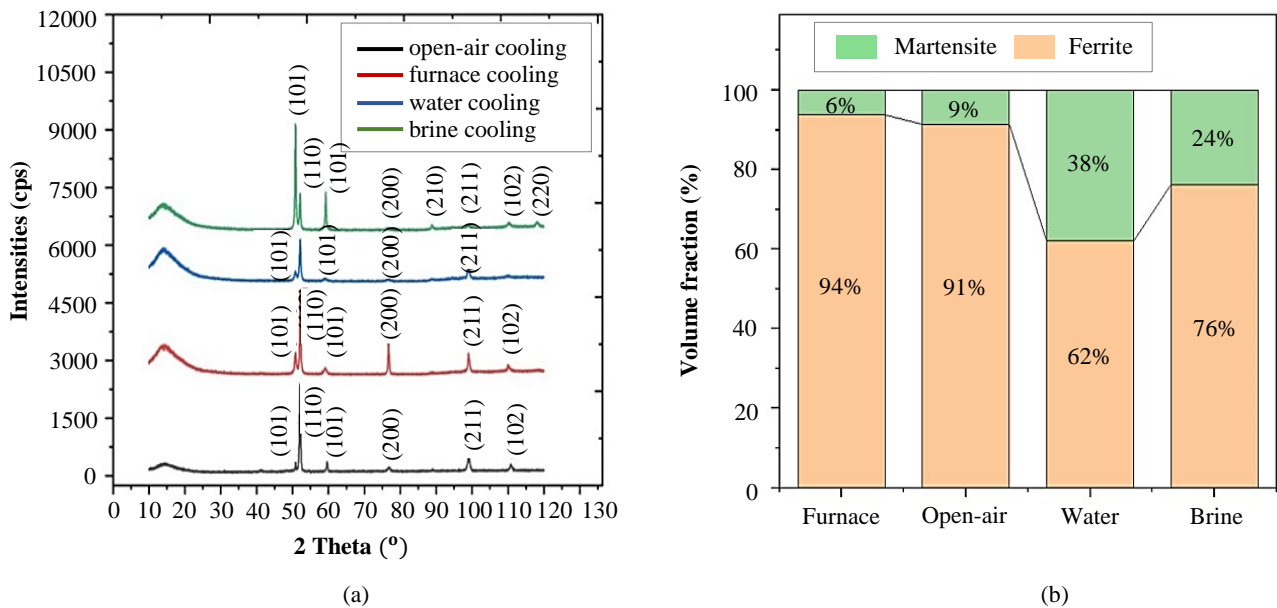 12000
10500
9000
7500
6000
4500
3000
1500
0
Intensities (cps)
open-air cooling
furnace cooling
water cooling
brine cooling
(101)
(110)
(101)
(200)
(210)
(211)
(102)
(220)
(101)
(101)
(200)
(211)
(101)
(110)
(101)
(200)
(211)
(102)
(101)
(110)
(101)
(200)
(211)
(102)
0 10 20 30 40 50 60 70 80 90 100 110 120 130
2 Theta (°)
(a)
Martensite Ferrite
100
80
60
40
20
0
Volume fraction (%)
6% 9% 38% 24%
94% 91% 62% 76%
Furnace Open-air Water Brine
(b)